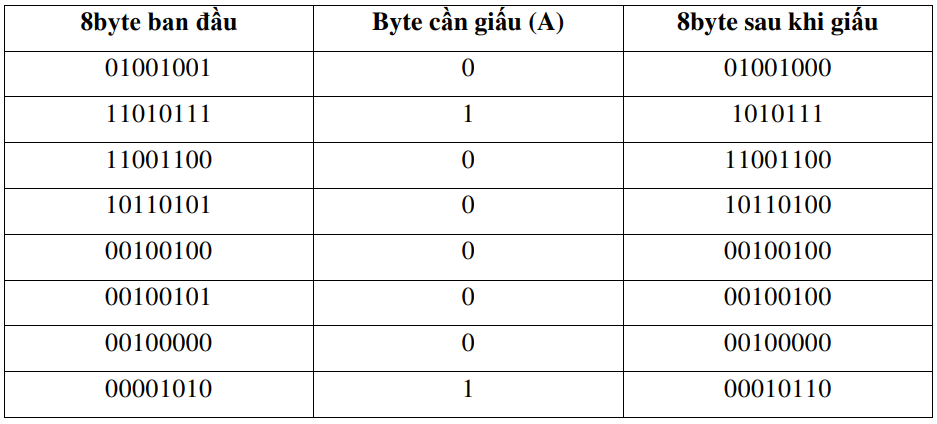 8byte ban đầu Byte cần giấu (A) 8byte sau khi giấu
01001001 0 01001000
11010111 1 1010111
11001100 0 11001100
10110101 0 10110100
00100100 0 00100100
00100101 0 00100100
00100000 0 00100000
00001010 1 00010110